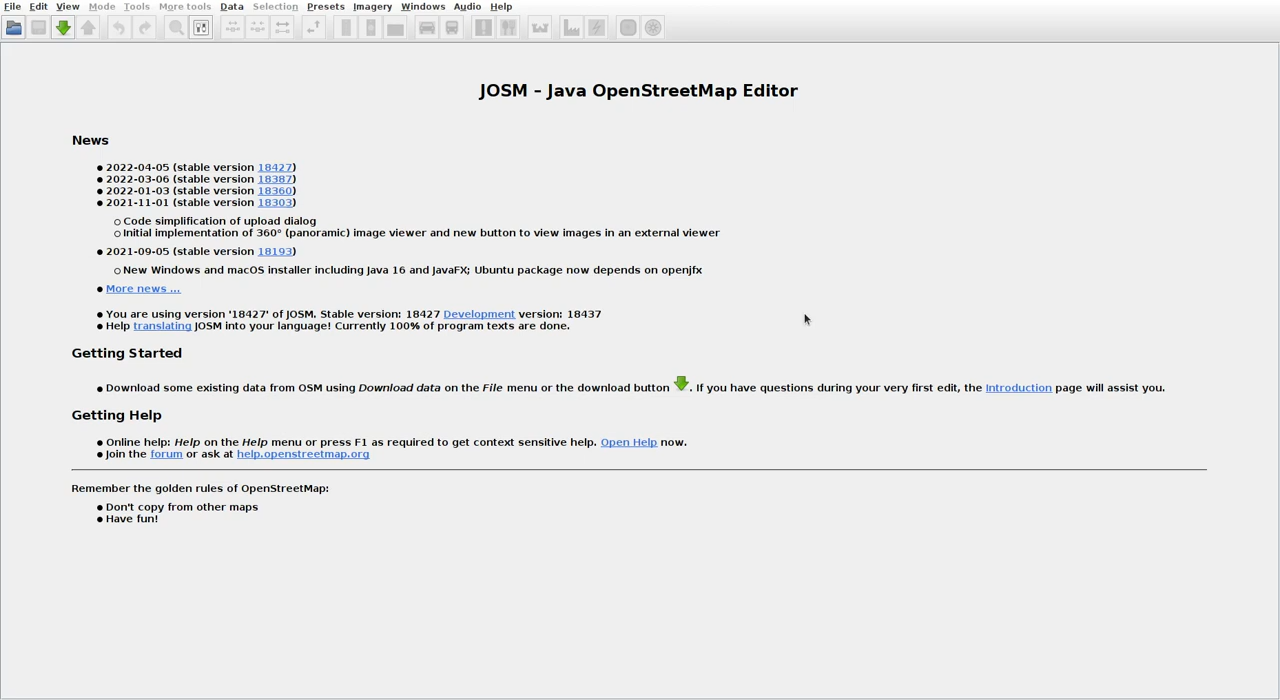 File Edit View Mode Tools More tools Data Selection Presets Imagery Windows Audio Help
JOSM – Java OpenStreetMap Editor
News
2022-04-05 (stable version 18427)
2022-03-06 (stable version 18387)
2022-01-03 (stable version 18360)
2021-11-01 (stable version 18303)
Code simplification of upload dialog
Initial implementation of 360° (panoramic) image viewer and new button to view images in an external viewer
2021-09-05 (stable version 18193)
New Windows and macOS installer including Java 16 and JavaFX; Ubuntu package now depends on openjfx
More news ...
You are using version '18427' of JOSM. Stable version: 18427 Development version: 18437
Help translating JOSM into your language! Currently 100% of program texts are done.
Getting Started
Download some existing data from OSM using Download data on the File menu or the download button . If you have questions during your very first edit, the Introduction page will assist you.
Getting Help
Online help: Help on the Help menu or press F1 as required to get context sensitive help. Open Help now.
Join the forum or ask at help.openstreetmap.org
Remember the golden rules of OpenStreetMap:
Don't copy from other maps
Have fun!